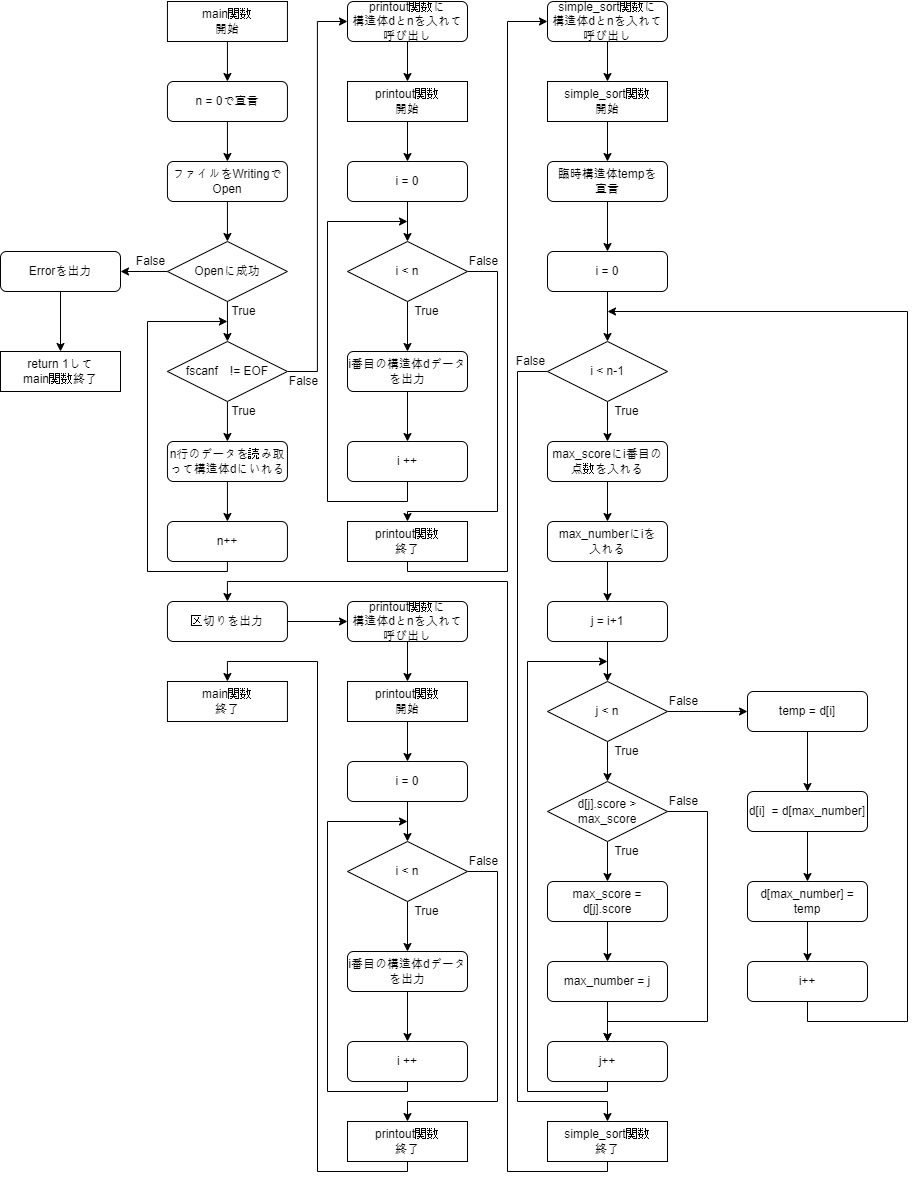 main関数
開始
n = 0で宣言
ファイルをWritingで
Open
Openに成功
False
True
Errorを出力
return 1して
main関数終了
fscanf　!= EOF
False
True
n行のデータを読み取
って構造体dにいれる
n++
printout関数に
構造体dとnを入れて
呼び出し
printout関数
開始
i = 0
i < n
False
True
i番目の構造体dデータ
を出力
i ++
printout関数
終了
simple_sort関数に
構造体dとnを入れて
呼び出し
simple_sort関数
開始
臨時構造体tempを
宣言
i = 0
i < n-1
False
True
max_scoreにi番目の
点数を入れる
max_numberにiを
入れる
j = i+1
j < n
False
True
d[j].score >
max_score
False
True
max_score =
d[j].score
max_number = j
j++
temp = d[i]
d[i]  = d[max_number]
d[max_number] =
temp
i++
simple_sort関数
終了
区切りを出力
printout関数に
構造体dとnを入れて
呼び出し
printout関数
開始
i = 0
i < n
False
True
i番目の構造体dデータ
を出力
i ++
printout関数
終了
main関数
終了